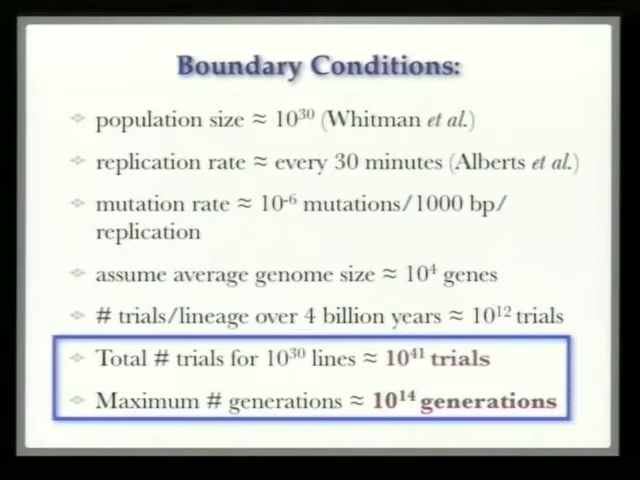 Boundary Conditions:
population size ≈ 10³⁰ (Whitman et al.)
replication rate ≈ every 30 minutes (Alberts et al.)
mutation rate ≈ 10⁻⁶ mutations/1000 bp/
replication
assume average genome size ≈ 10⁴ genes
# trials/lineage over 4 billion years ≈ 10¹² trials
Total # trials for 10³⁰ lines ≈ 10⁴¹ trials
Maximum # generations ≈ 10¹⁴ generations